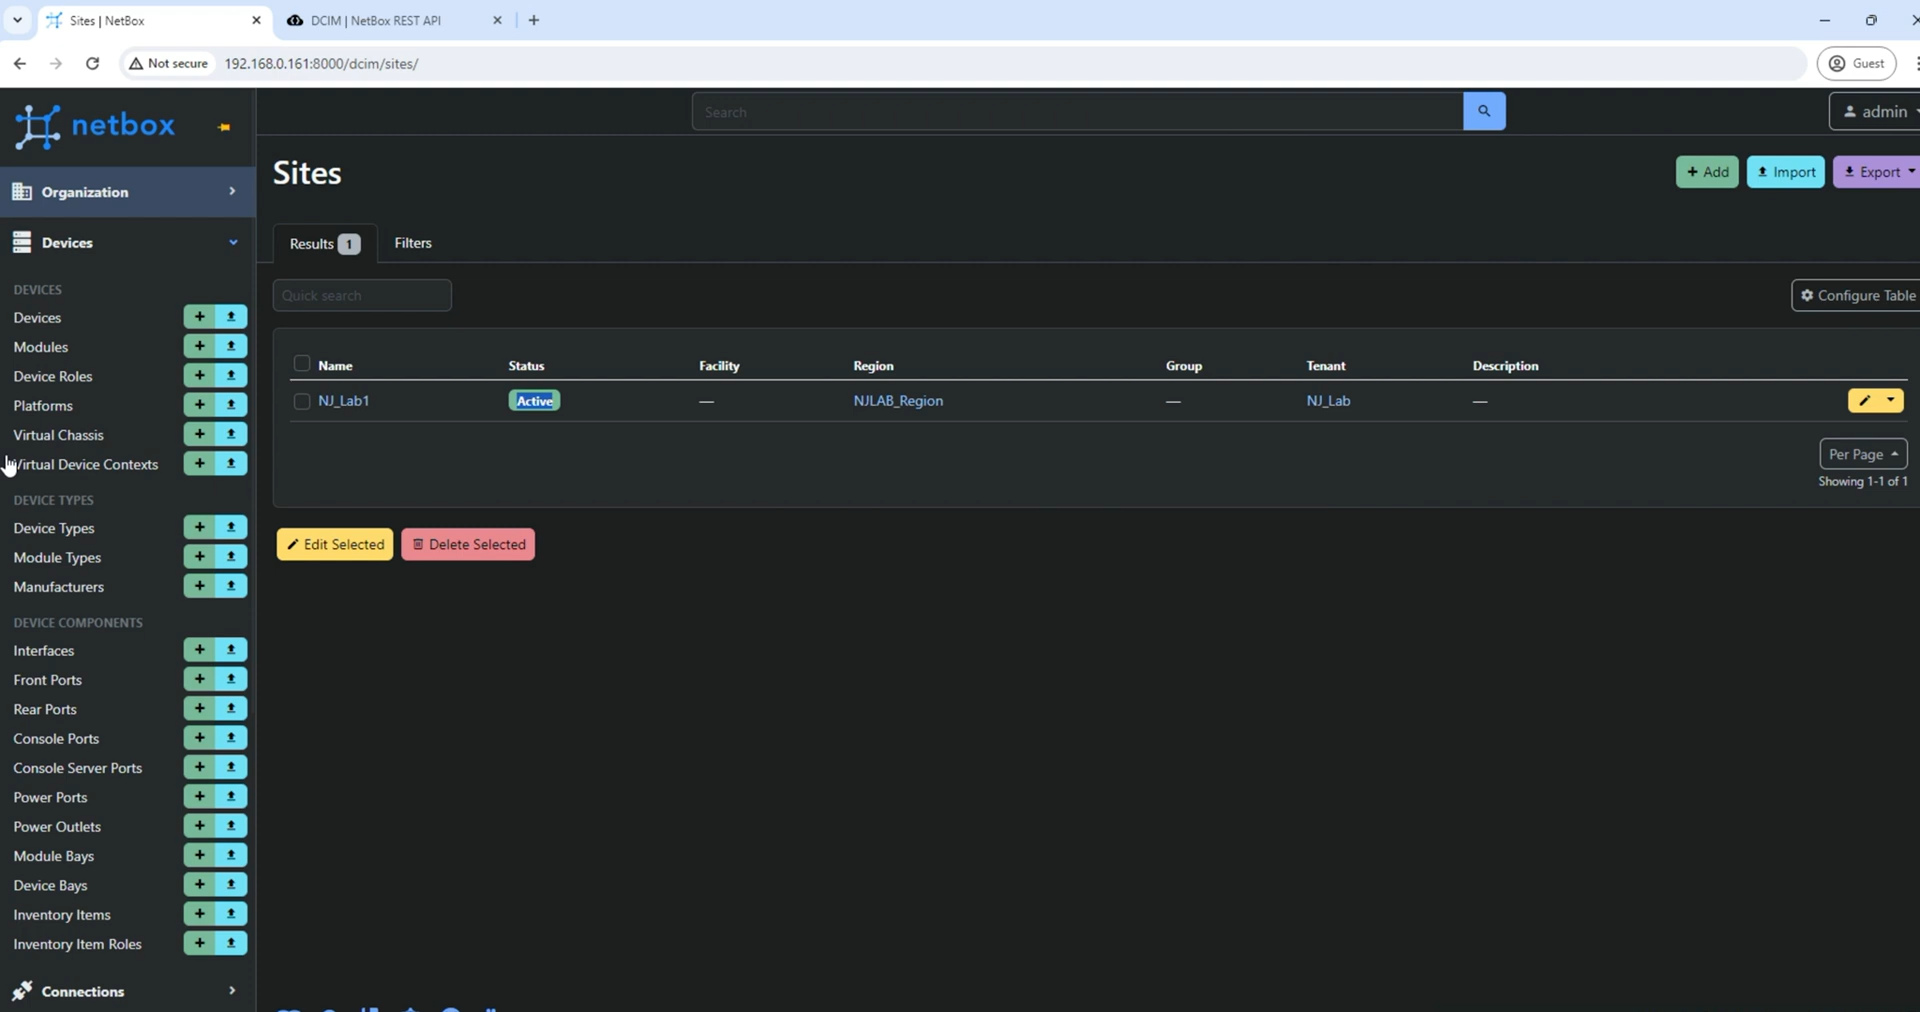 Sites | NetBox
DCIM | NetBox REST API
Not secure
192.168.0.161:8000/dcim/sites/
Guest
netbox
Search
admin
Organization
Sites
Add
Import
Export
Devices
Results 1
Filters
DEVICES
Quick search
Configure Table
Devices
Modules
Device Roles
Platforms
Virtual Chassis
Virtual Device Contexts
Name Status Facility Region Group Tenant Description
NJ_Lab1 Active — NJLAB_Region — NJ_Lab —
Per Page
Showing 1-1 of 1
DEVICE TYPES
Device Types
Module Types
Manufacturers
Edit Selected
Delete Selected
DEVICE COMPONENTS
Interfaces
Front Ports
Rear Ports
Console Ports
Console Server Ports
Power Ports
Power Outlets
Module Bays
Device Bays
Inventory Items
Inventory Item Roles
Connections